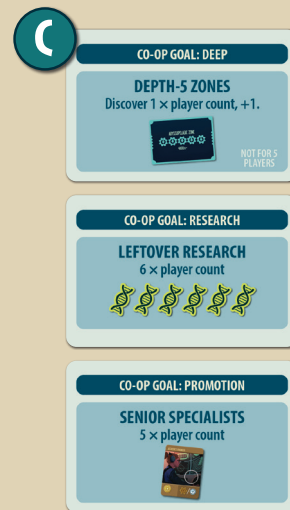 C
CO-OP GOAL: DEEP
DEPTH-5 ZONES
Discover 1 × player count, +1.
NOT FOR 5
PLAYERS
CO-OP GOAL: RESEARCH
LEFTOVER RESEARCH
6 × player count
CO-OP GOAL: PROMOTION
SENIOR SPECIALISTS
5 × player count